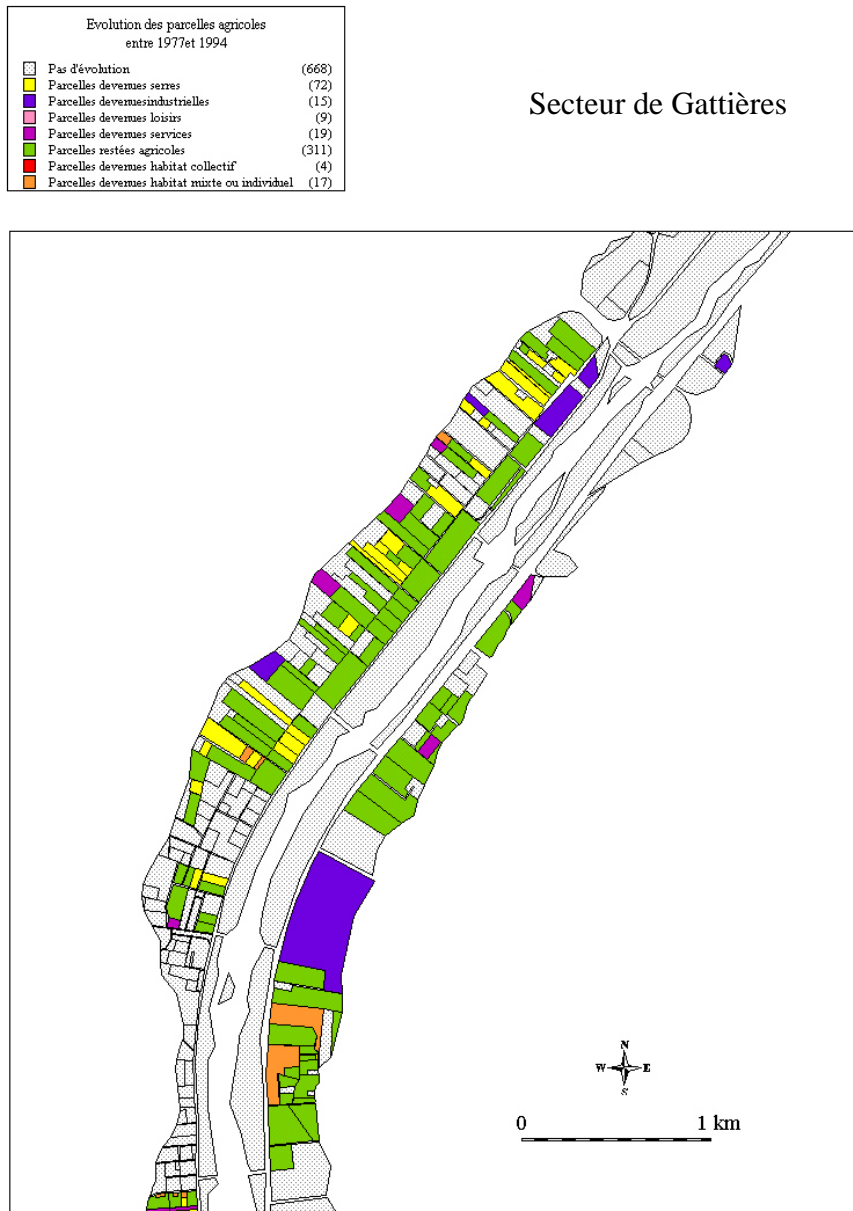 Evolution des parcelles agricoles
entre 1977et 1994
Pas d'évolution (668)
Parcelles devenues serres (72)
Parcelles devenuesindustrielles (15)
Parcelles devenues loisirs (9)
Parcelles devenues services (19)
Parcelles restées agricoles (311)
Parcelles devenues habitat collectif (4)
Parcelles devenues habitat mixte ou individuel (17)
Secteur de Gattières
N
W E
S
0 1 km